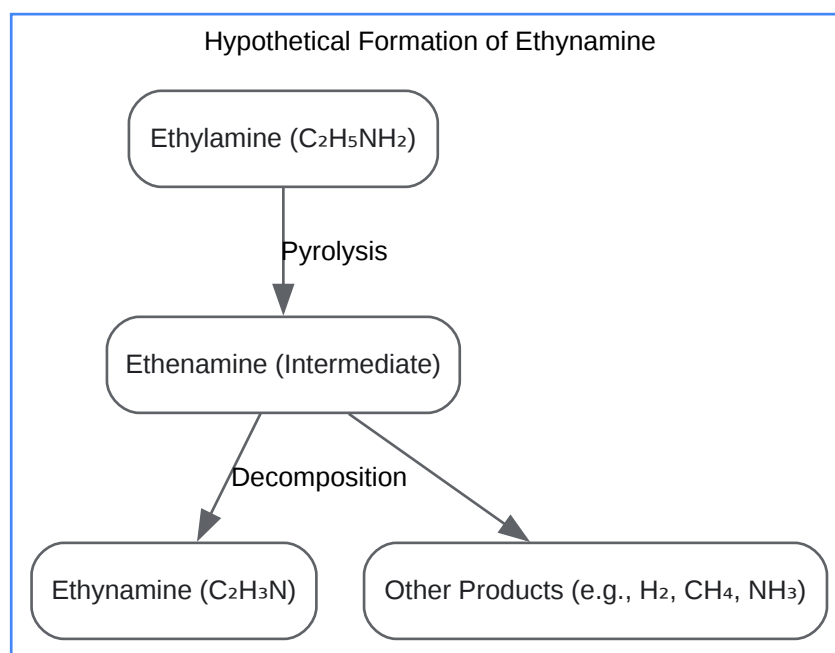 Hypothetical Formation of Ethynamine
Ethylamine (C₂H₅NH₂)
Pyrolysis
Ethenamine (Intermediate)
Decomposition
Ethynamine (C₂H₃N)
Other Products (e.g., H₂, CH₄, NH₃)